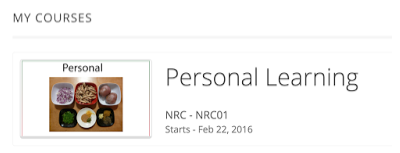 MY COURSES
Personal
Personal Learning
NRC - NRC01
Starts - Feb 22, 2016